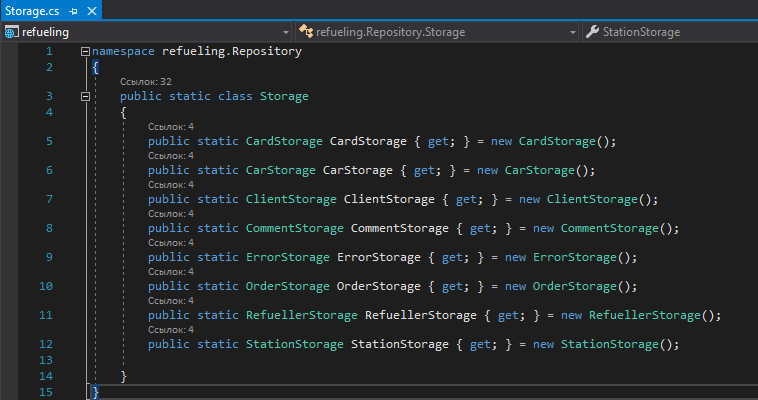 Storage.cs
refueling refueling.Repository.Storage StationStorage
1 namespace refueling.Repository
2 {
Ссылок: 32
3 public static class Storage
4 {
Ссылок: 4
5 public static CardStorage CardStorage { get; } = new CardStorage();
Ссылок: 4
6 public static CarStorage CarStorage { get; } = new CarStorage();
Ссылок: 4
7 public static ClientStorage ClientStorage { get; } = new ClientStorage();
Ссылок: 4
8 public static CommentStorage CommentStorage { get; } = new CommentStorage();
Ссылок: 4
9 public static ErrorStorage ErrorStorage { get; } = new ErrorStorage();
Ссылок: 4
10 public static OrderStorage OrderStorage { get; } = new OrderStorage();
Ссылок: 4
11 public static RefuellerStorage RefuellerStorage { get; } = new RefuellerStorage();
Ссылок: 4
12 public static StationStorage StationStorage { get; } = new StationStorage();
13
14 }
15 }